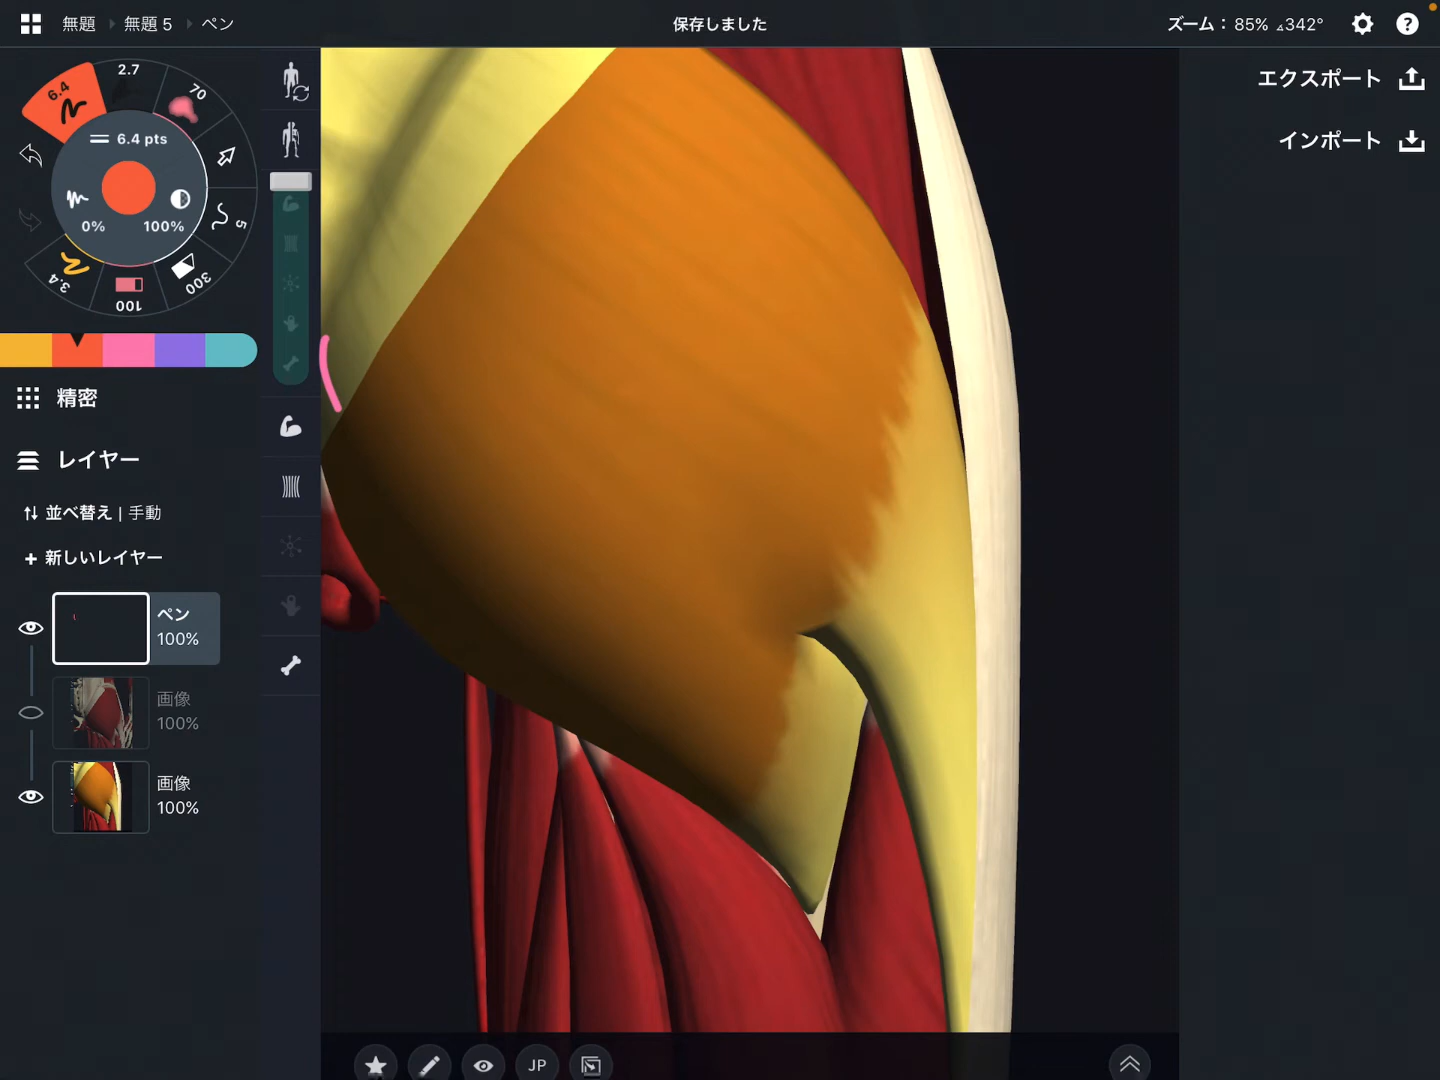 無題 無題 5 ペン
保存しました
ズーム： 85% ⦟342°
エクスポート
インポート
6.4
2.7
70
6.4 pts
0%
100%
5
300
100
3.4
精密
レイヤー
並べ替え | 手動
+ 新しいレイヤー
ペン
100%
画像
100%
画像
100%
JP